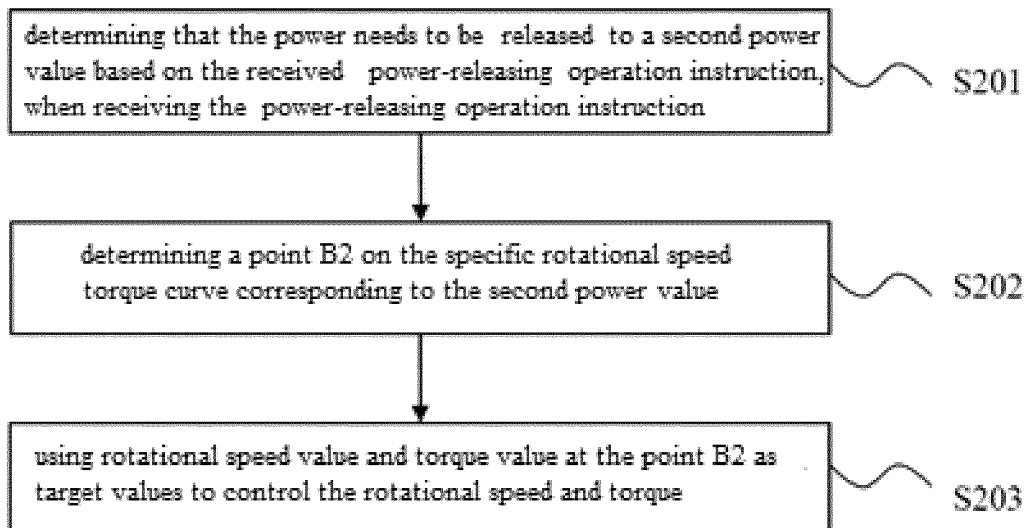 determining that the power needs to be released to a second power
value based on the received power-releasing operation instruction,
when receiving the power-releasing operation instruction
S201
determining a point B2 on the specific rotational speed
torque curve corresponding to the second power value
S202
using rotational speed value and torque value at the point B2 as
target values to control the rotational speed and torque
S203